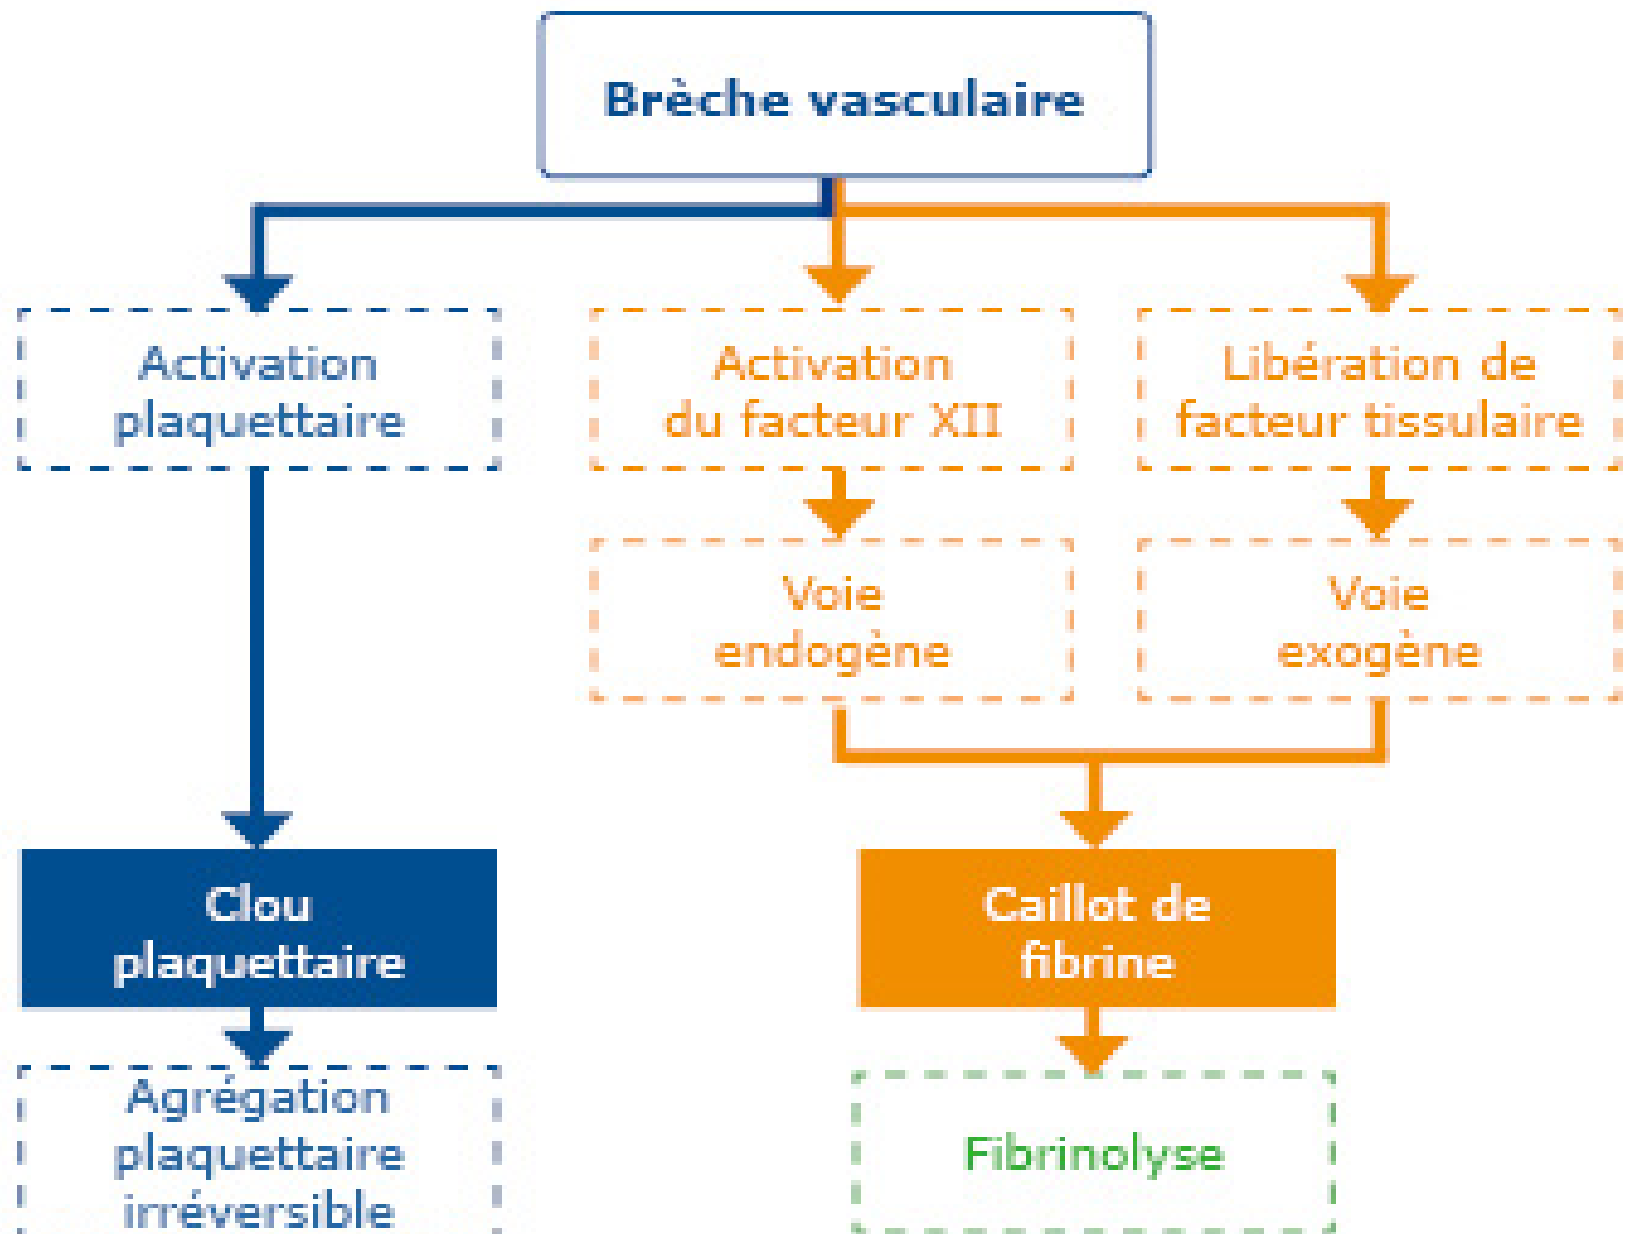 Brèche vasculaire
Activation
plaquettaire
Activation
du facteur XII
Libération de
facteur tissulaire
Voie
endogène
Voie
exogène
Clou
plaquettaire
Caillot de
fibrine
Agrégation
plaquettaire
irréversible
Fibrinolyse